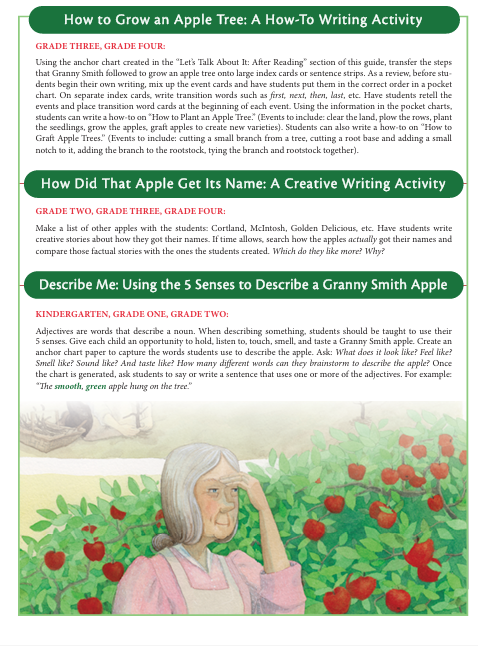 How to Grow an Apple Tree: A How-To Writing Activity
GRADE THREE, GRADE FOUR:
Using the anchor chart created in the “Let’s Talk About It: After Reading” section of this guide, transfer the steps
that Granny Smith followed to grow an apple tree onto large index cards or sentence strips. As a review, before stu-
dents begin their own writing, mix up the event cards and have students put them in the correct order in a pocket
chart. On separate index cards, write transition words such as first, next, then, last, etc. Have students retell the
events and place transition word cards at the beginning of each event. Using the information in the pocket charts,
students can write a how-to on “How to Plant an Apple Tree.” (Events to include: clear the land, plow the rows, plant
the seedlings, grow the apples, graft apples to create new varieties). Students can also write a how-to on “How to
Graft Apple Trees.” (Events to include: cutting a small branch from a tree, cutting a root base and adding a small
notch to it, adding the branch to the rootstock, tying the branch and rootstock together).
How Did That Apple Get Its Name: A Creative Writing Activity
GRADE TWO, GRADE THREE, GRADE FOUR:
Make a list of other apples with the students: Cortland, McIntosh, Golden Delicious, etc. Have students write
creative stories about how they got their names. If time allows, search how the apples actually got their names and
compare those factual stories with the ones the students created. Which do they like more? Why?
Describe Me: Using the 5 Senses to Describe a Granny Smith Apple
KINDERGARTEN, GRADE ONE, GRADE TWO:
Adjectives are words that describe a noun. When describing something, students should be taught to use their
5 senses. Give each child an opportunity to hold, listen to, touch, smell, and taste a Granny Smith apple. Create an
anchor chart paper to capture the words students use to describe the apple. Ask: What does it look like? Feel like?
Smell like? Sound like? And taste like? How many different words can they brainstorm to describe the apple? Once
the chart is generated, ask students to say or write a sentence that uses one or more of the adjectives. For example:
“The smooth, green apple hung on the tree.”